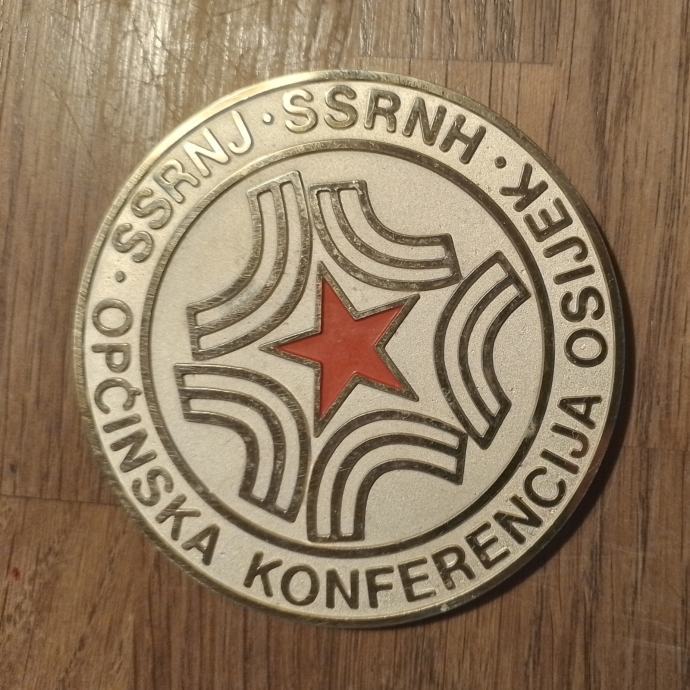 SSRNJ · SSRNH ·
OPĆINSKA KONFERENCIJA OSIJEK